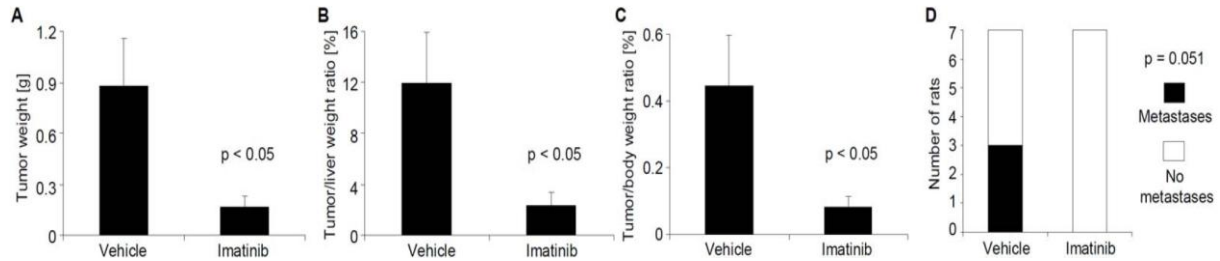 A
Tumor weight [g]
1.2
0.9
0.6
0.3
0
p < 0.05
Vehicle
Imatinib
B
Tumor/liver weight ratio [%]
16
12
8
4
0
p < 0.05
Vehicle
Imatinib
C
Tumor/body weight ratio [%]
0.6
0.4
0.2
0
p < 0.05
Vehicle
Imatinib
D
Number of rats
7
6
5
4
3
2
1
0
Vehicle
Imatinib
p = 0.051
Metastases
No
metastases